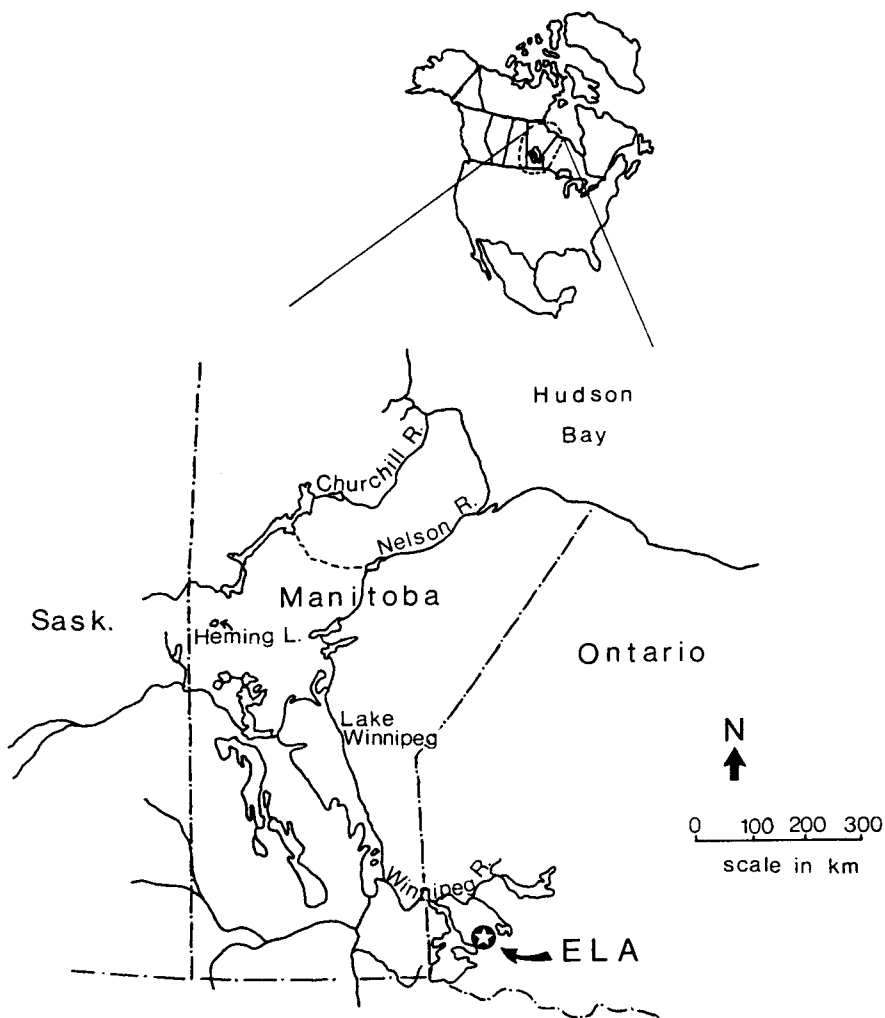 Hudson
Bay
Churchill R.
Nelson R.
Manitoba
Sask.
Heming L.
Ontario
Lake
Winnipeg
N
0 100 200 300
scale in km
Winnipeg R.
ELA